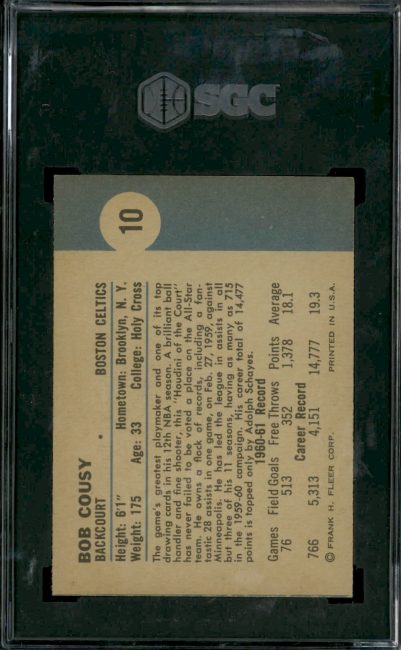 SGC
10
BOB COUSY
BACKCOURT • BOSTON CELTICS
Height: 6'1" Hometown: Brooklyn, N. Y.
Weight: 175 Age: 33 College: Holy Cross
The game's greatest playmaker and one of its top
drawing cards in his 12th NBA season. A brilliant ball
handler and fine shooter, this "Houdini of the Court"
has never failed to be voted a place on the All-Star
team. He owns a flock of records, including a fan-
tastic 28 assists in one game, on Feb. 27, 1959, against
Minneapolis. He has led the league in assists in all
but three of his 11 seasons, having as many as 715
in the 1959-60 campaign. His career total of 14,477
points is topped only by Adolph Schayes.
1960-61 Record
Games Field Goals Free Throws Points Average
76 513 352 1,378 18.1
Career Record
766 5,313 4,151 14,777 19.3
© FRANK H. FLEER CORP. PRINTED IN U.S.A.